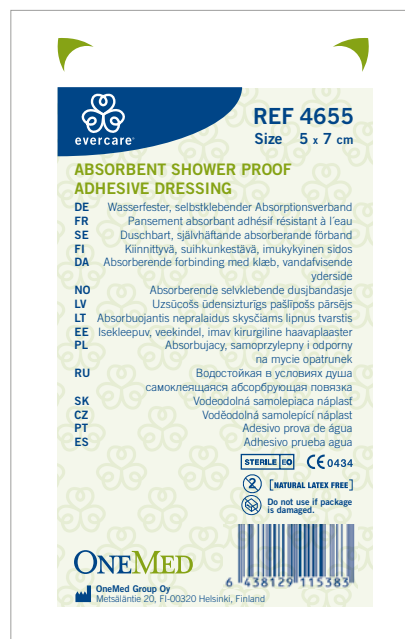 evercare®
REF 4655
Size 5 x 7 cm
ABSORBENT SHOWER PROOF
ADHESIVE DRESSING
DE Wasserfester, selbstklebender Absorptionsverband
FR Pansement absorbant adhésif résistant à l'eau
SE Duschbart, självhäftande absorberande förband
FI Kiinnittyvä, suihkunkestävä, imukykyinen sidos
DA Absorberende forbinding med klæb, vandafvisende
yderside
NO Absorberende selvklebende dusjbandasje
LV Uzsūcošs ūdensizturīgs pašlīpošs pārsējs
LT Absorbuojantis nepralaidus skysčiams lipnus tvarstis
EE Isekleepuv, veekindel, imav kirurgiline haavaplaaster
PL Absorbujacy, samoprzylepny i odporny
na mycie opatrunek
RU Водостойкая в условиях душа
самоклеящаяся абсорбрующая повязка
SK Vodeodolná samolepiaca náplasť
CZ Voděodolná samolepící náplast
PT Adesivo prova de água
ES Adhesivo prueba agua
STERILE EO CE 0434
2 [NATURAL LATEX FREE]
Do not use if package
is damaged.
6 438129 115383
ONEMED
OneMed Group Oy
Metsäläntie 20, FI-00320 Helsinki, Finland